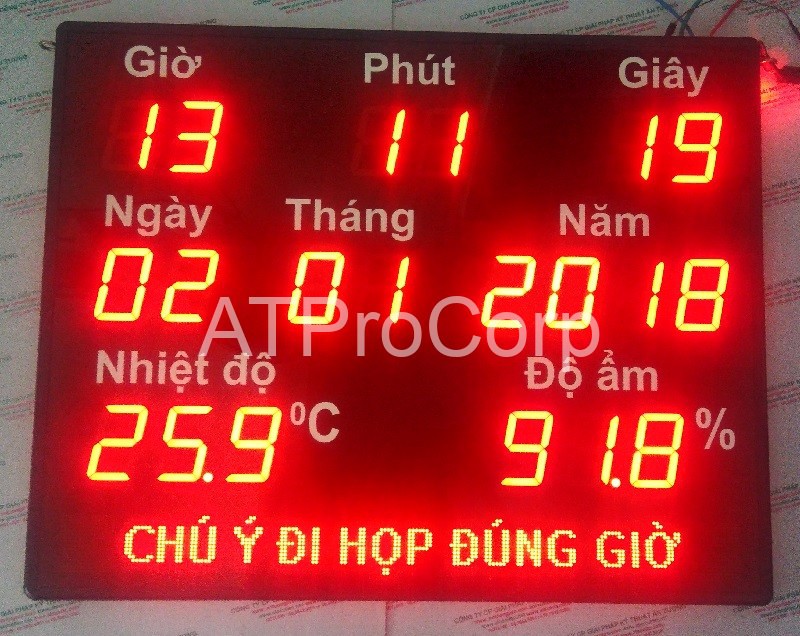 Giờ Phút Giây
13 11 19
Ngày Tháng Năm
02 01 2018
ATProCorp
Nhiệt độ Độ ẩm
25.9 ⁰C 91.8 %
CHÚ Ý ĐI HỌP ĐÚNG GIỜ